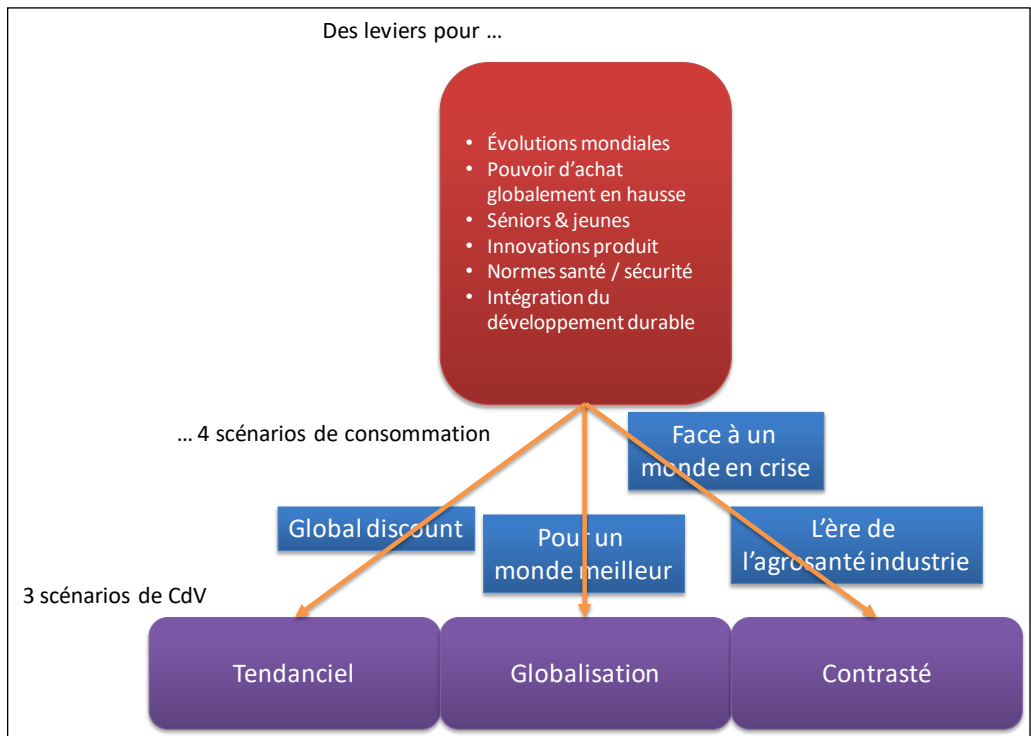 Des leviers pour …
• Évolutions mondiales
• Pouvoir d’achat
globalement en hausse
• Séniors & jeunes
• Innovations produit
• Normes santé / sécurité
• Intégration du
développement durable
… 4 scénarios de consommation
Face à un
monde en crise
Global discount
Pour un
monde meilleur
L’ère de
l’agrosanté industrie
3 scénarios de CdV
Tendanciel
Globalisation
Contrasté